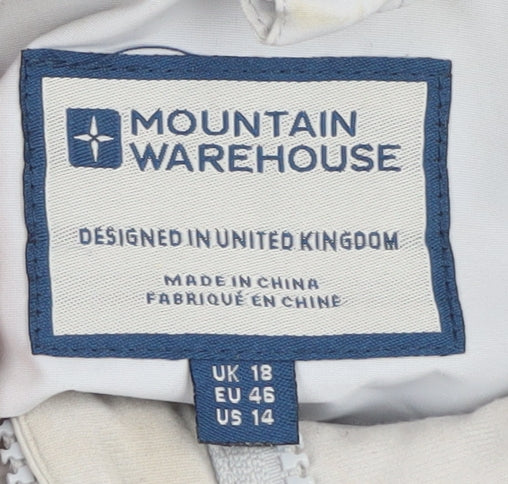 MOUNTAIN
WAREHOUSE
DESIGNED IN UNITED KINGDOM
MADE IN CHINA
FABRIQUÉ EN CHINE
UK 18
EU 46
US 14